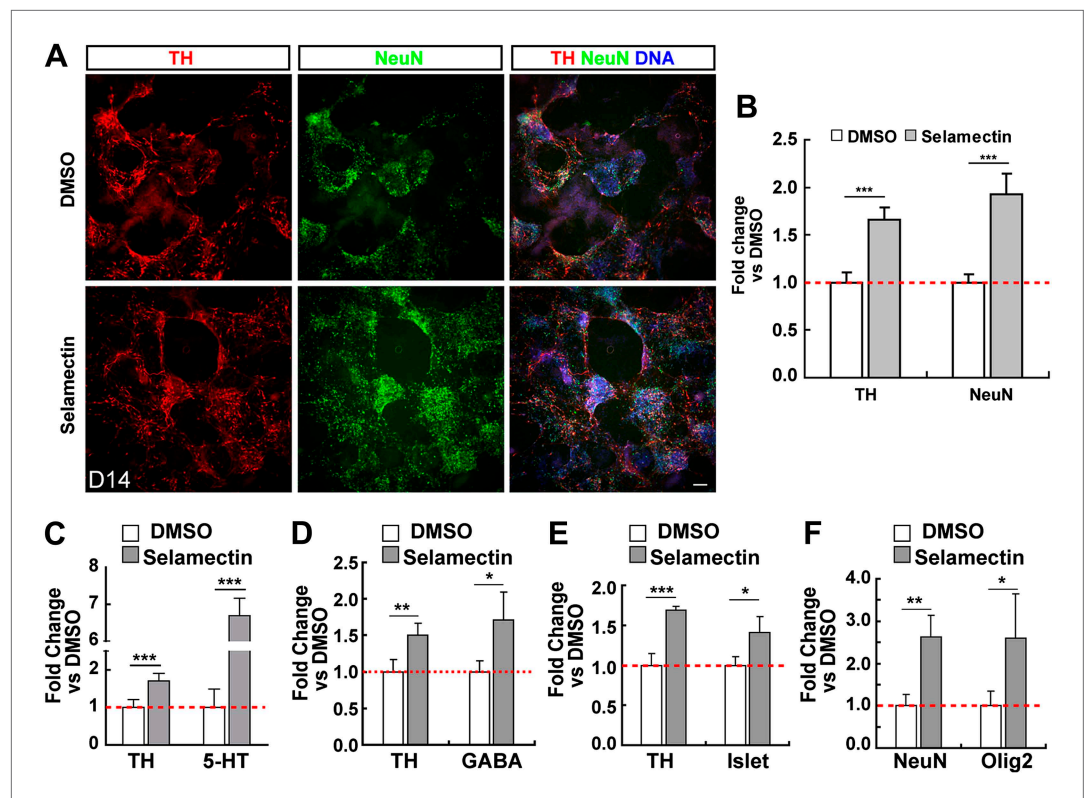 A
TH
NeuN
TH NeuN DNA
DMSO
Selamectin
D14
B
DMSO Selamectin
Fold change
vs DMSO
2.5
2.0
1.5
1.0
0.5
0.0
***
***
TH NeuN
C
DMSO
Selamectin
Fold Change
vs DMSO
8
7
6
2
1
0
***
***
TH 5-HT
D
DMSO
Selamectin
Fold Change
vs DMSO
2.5
2.0
1.5
1.0
0.5
0.0
**
*
TH GABA
E
DMSO
Selamectin
Fold Change
vs DMSO
2.0
1.5
1.0
0.5
0.0
***
*
TH Islet
F
DMSO
Selamectin
Fold Change
vs DMSO
4.0
3.0
2.0
1.0
0.0
**
*
NeuN Olig2